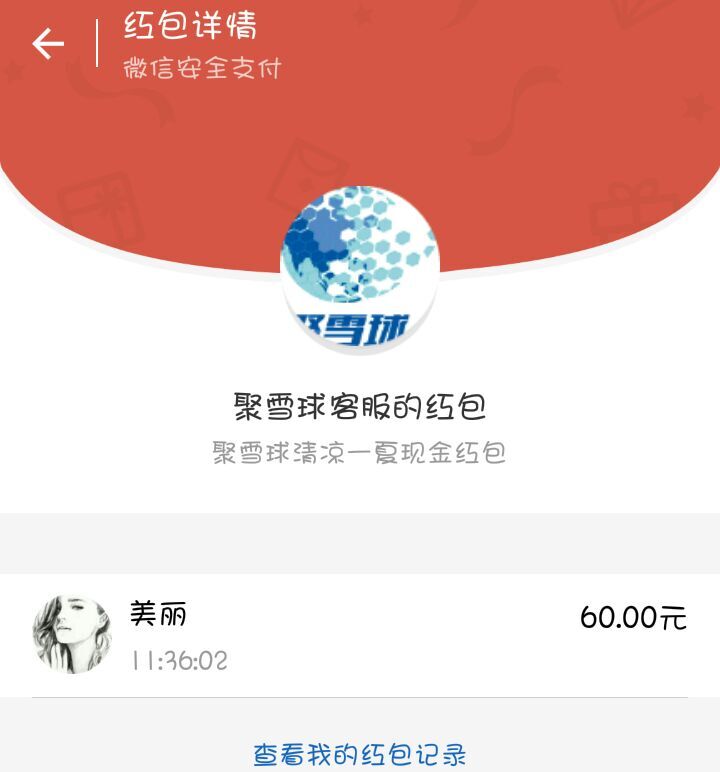 红包详情
微信安全支付
聚雪球
聚雪球客服的红包
聚雪球清凉一夏现金红包
美丽
60.00元
11:36:02
查看我的红包记录